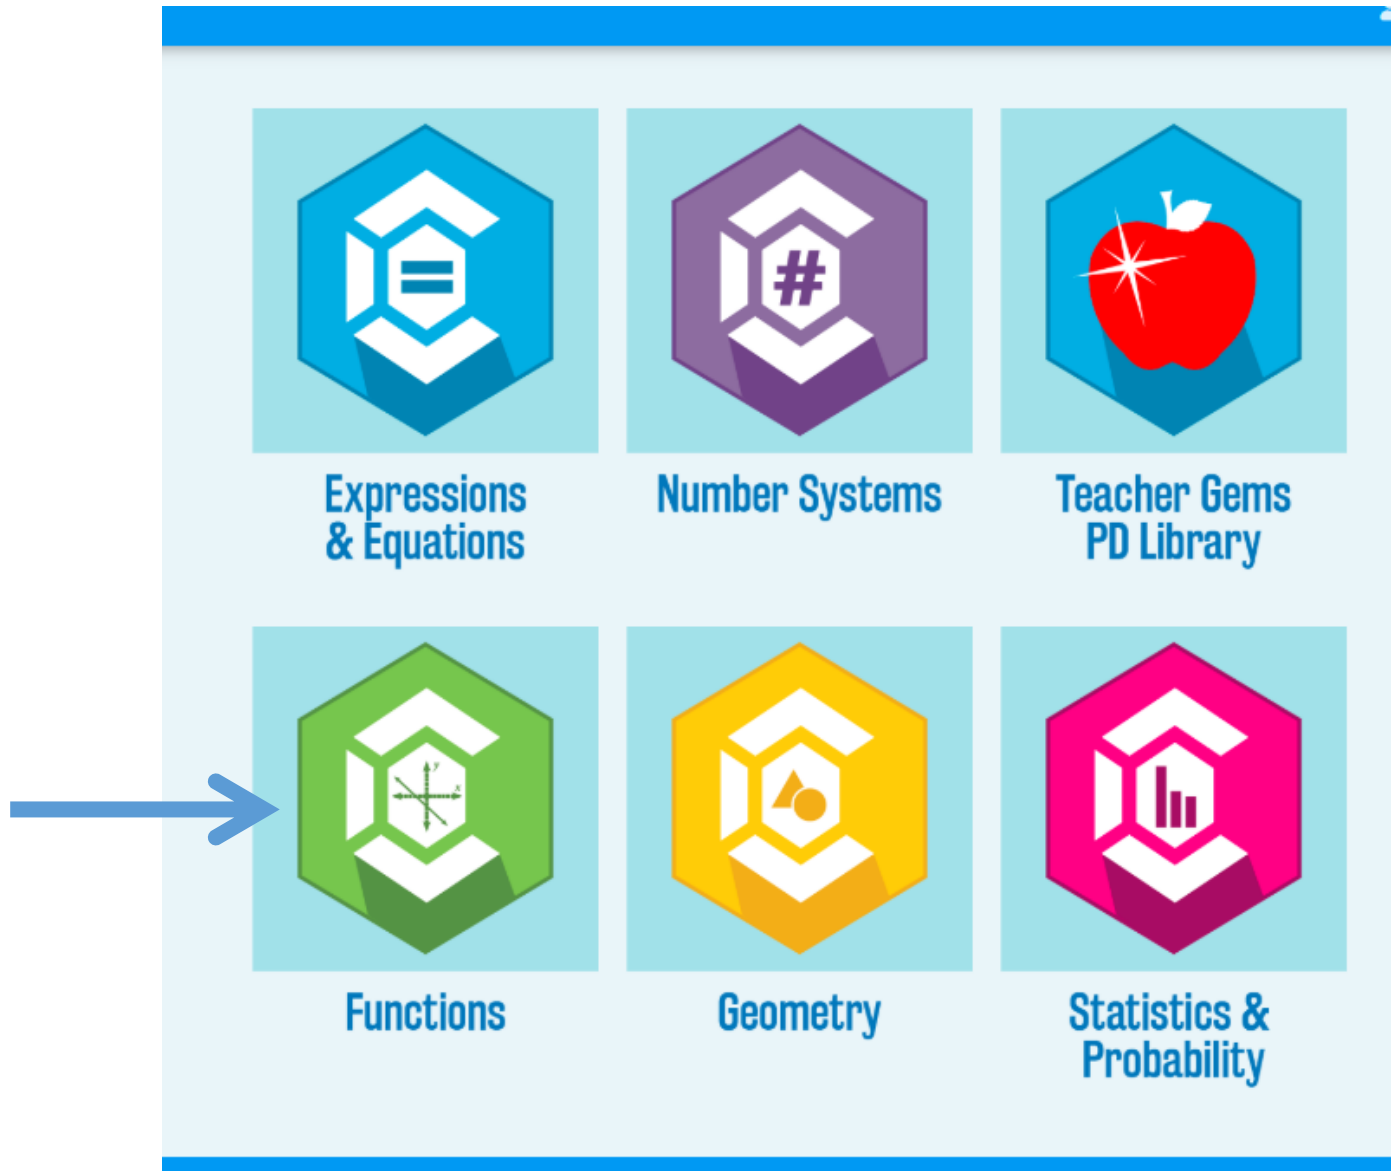 =
#
Expressions
& Equations
Number Systems
Teacher Gems
PD Library
y
x
Functions
Geometry
Statistics &
Probability